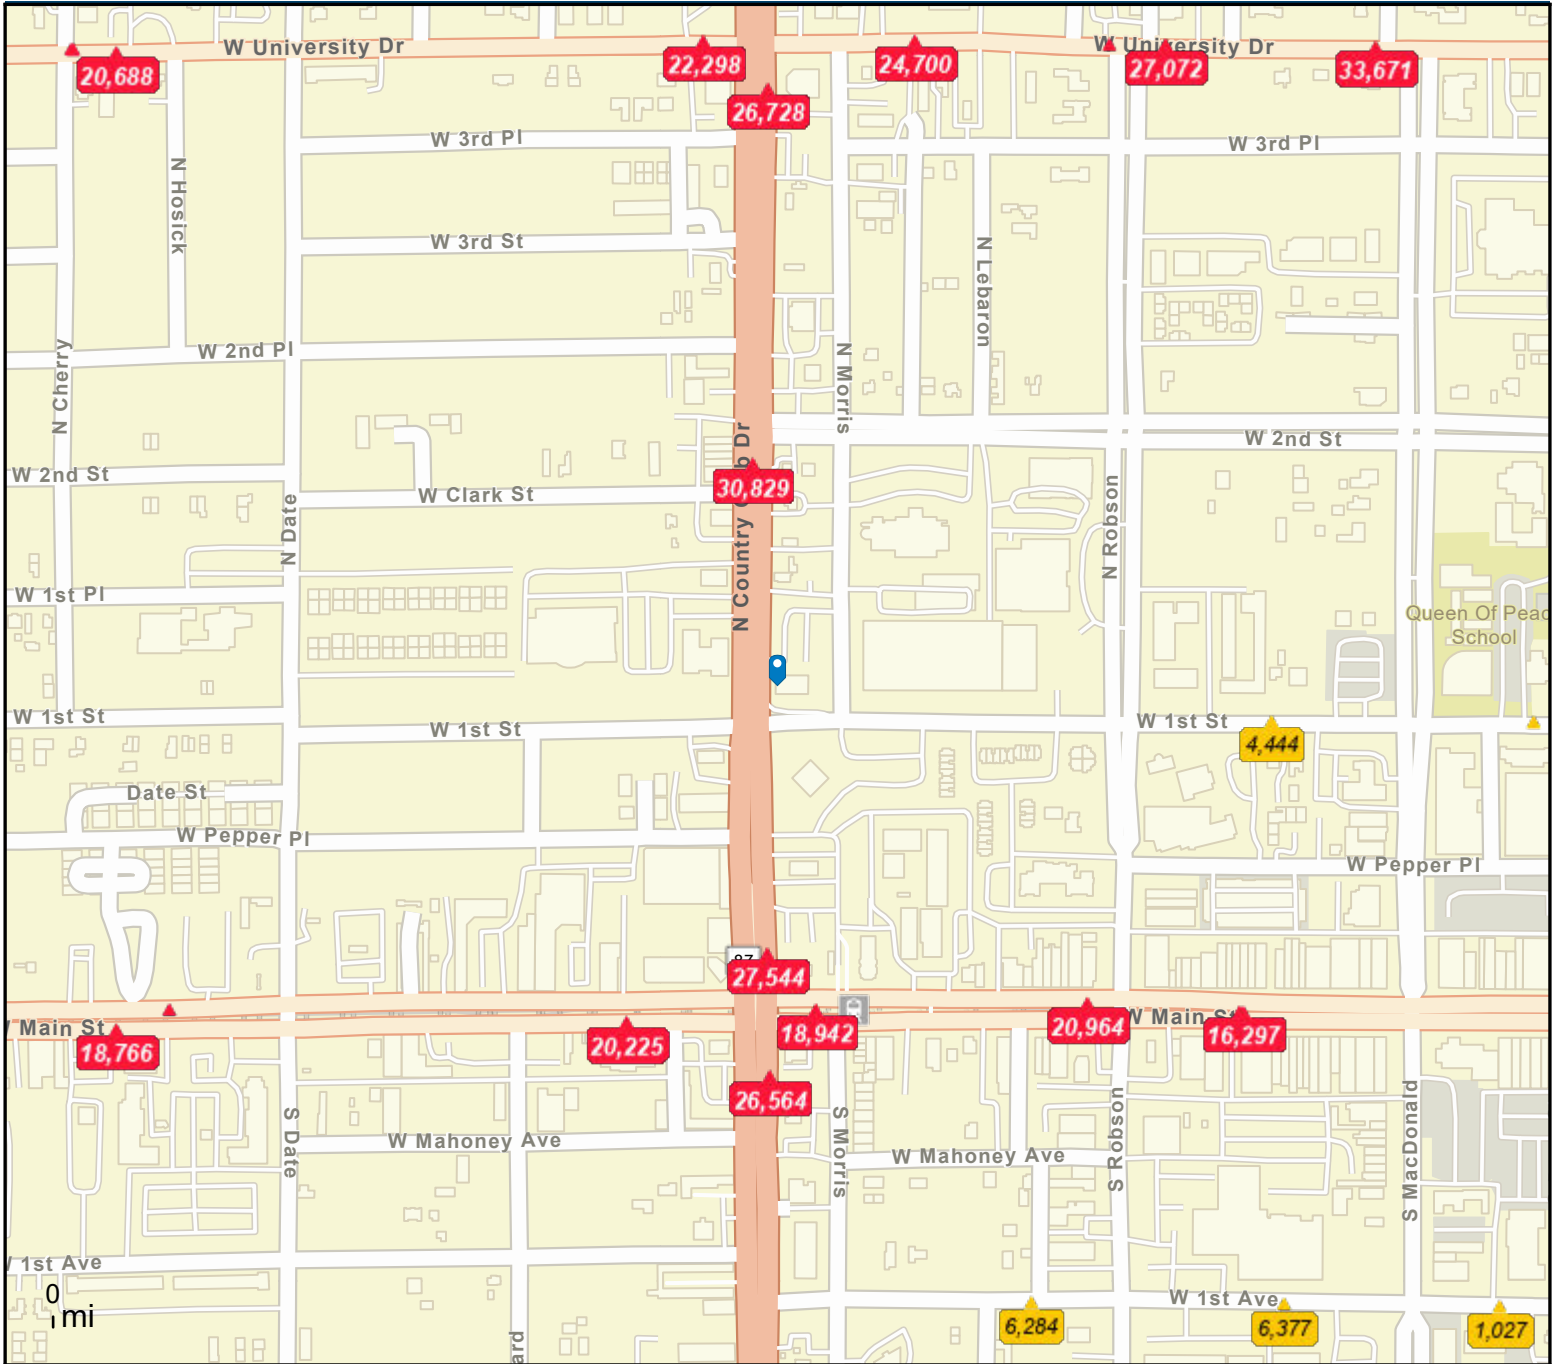 W University Dr
W University Dr
20,688
22,298
24,700
27,072
33,671
26,728
W 3rd Pl
W 3rd Pl
N Hosick
W 3rd St
N Lebaron
W 2nd Pl
N Cherry
N Morris
W 2nd St
W 2nd St
30,829
W Clark St
N Date
N Country Club Dr
N Robson
W 1st Pl
Queen Of Peac
School
W 1st St
W 1st St
W 1st St
4,444
Date St
W Pepper Pl
W Pepper Pl
87
27,544
W Main St
W Main St
18,766
20,225
18,942
20,964
16,297
26,564
S Date
W Mahoney Ave
S Morris
W Mahoney Ave
S Robson
S MacDonald
W 1st Ave
0
mi
W 1st Ave
6,284
6,377
1,027
ard